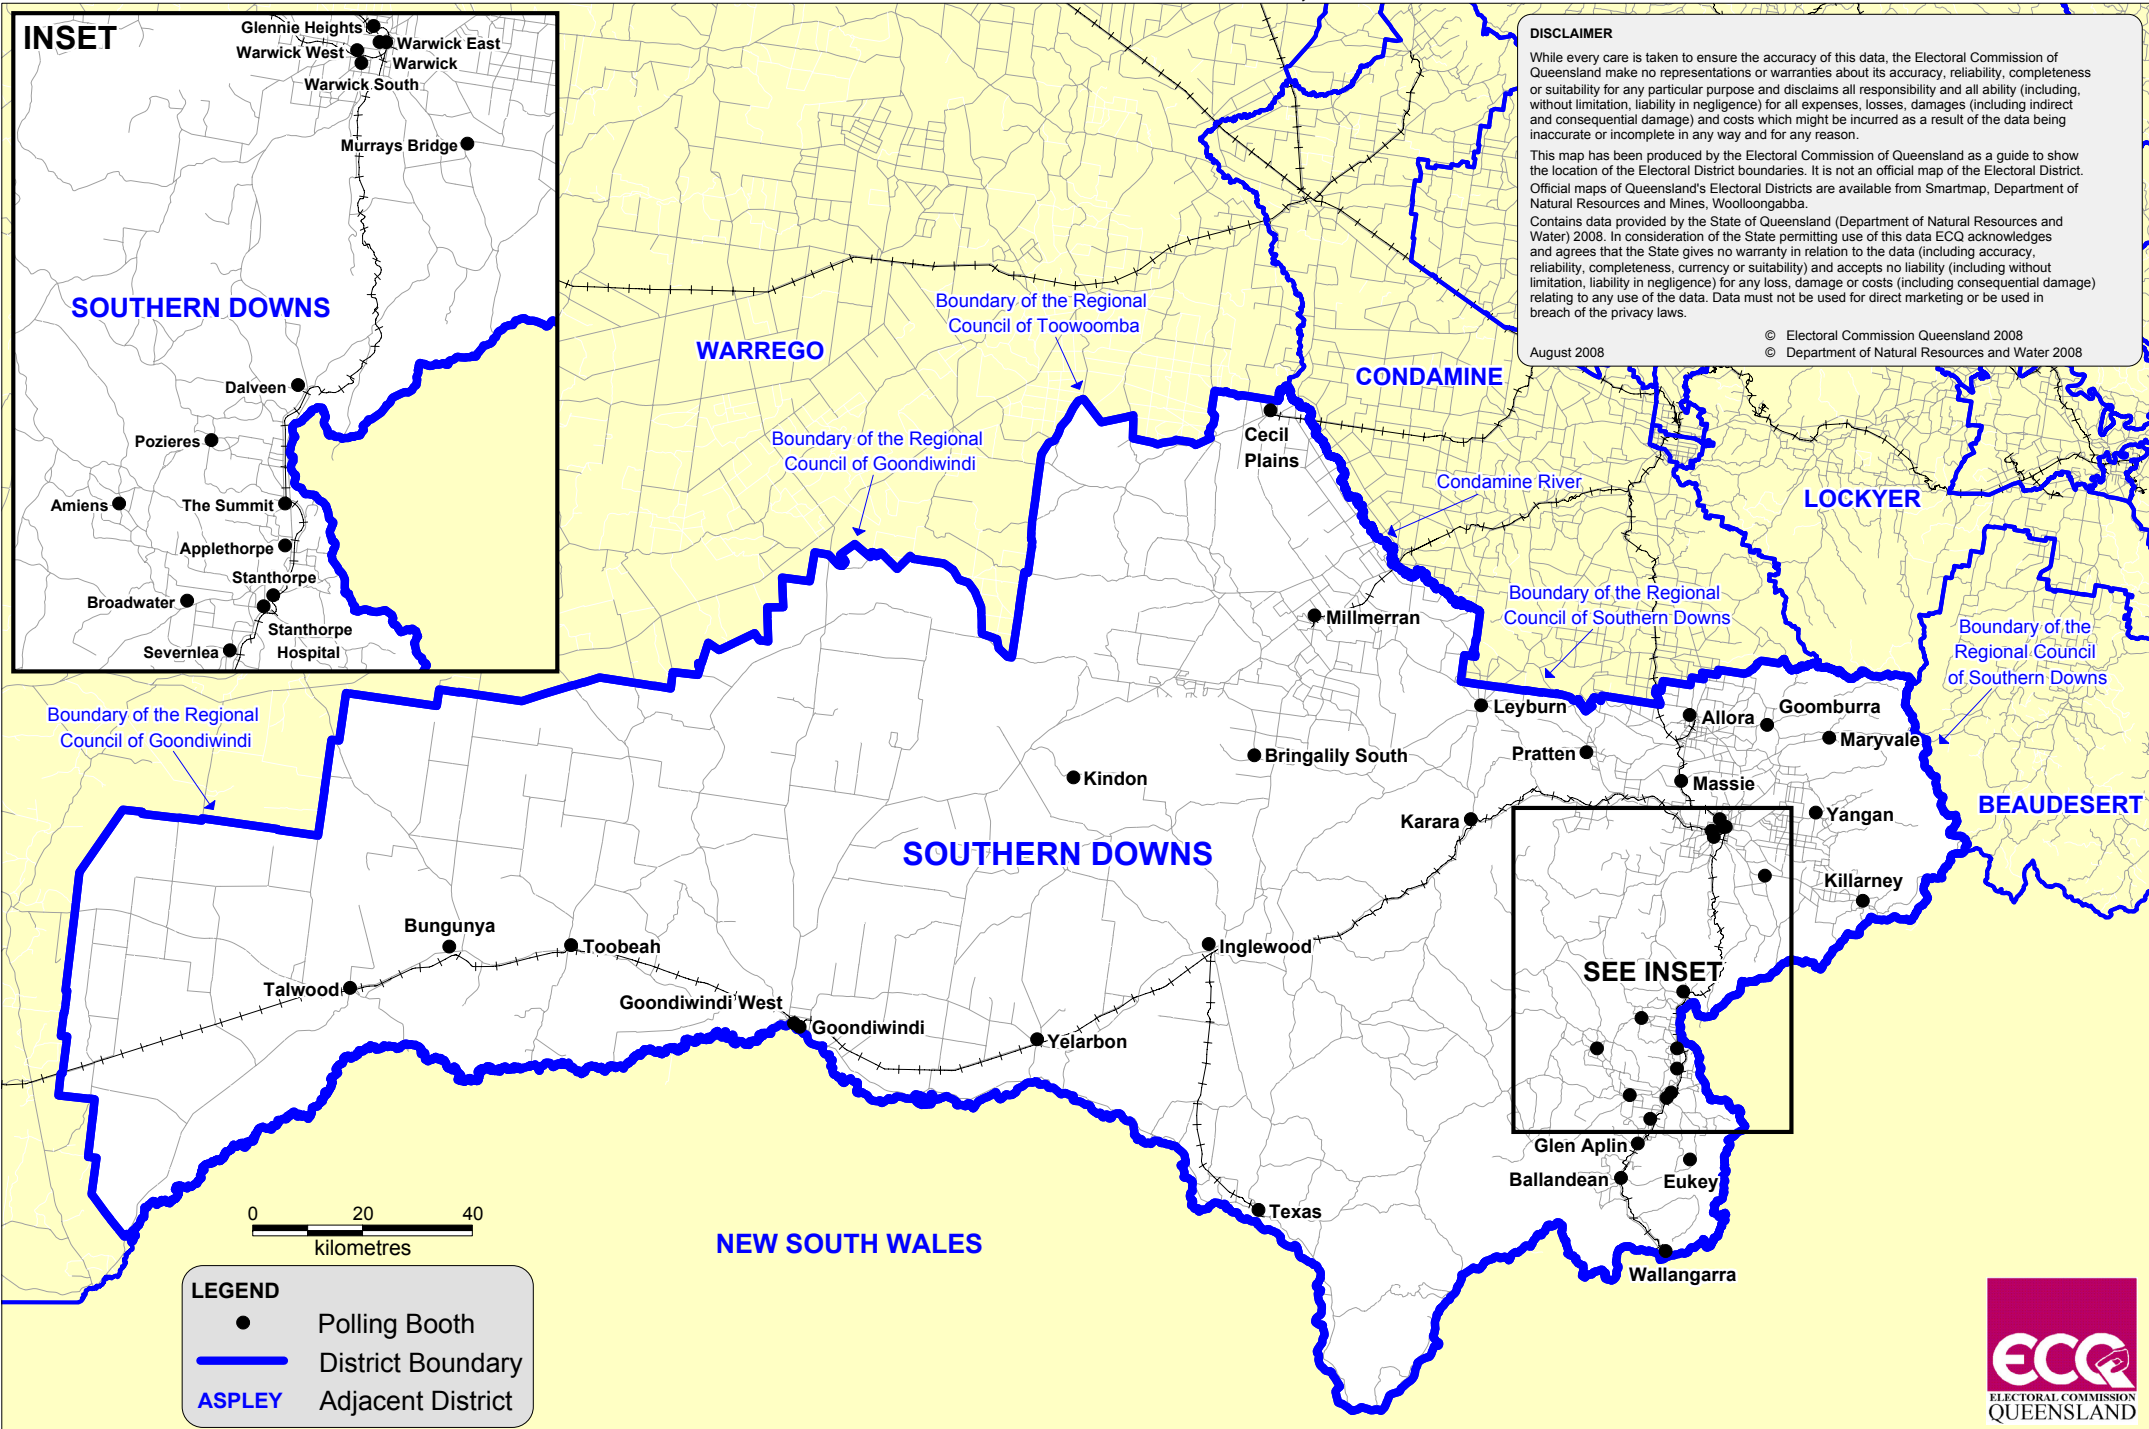 INSET
Glennie Heights
Warwick East
Warwick West
Warwick
Warwick South
Murrays Bridge
SOUTHERN DOWNS
Dalveen
Pozieres
Amiens
The Summit
Applethorpe
Stanthorpe
Broadwater
Stanthorpe
Hospital
Severnlea
DISCLAIMER
While every care is taken to ensure the accuracy of this data, the Electoral Commission of
Queensland make no representations or warranties about its accuracy, reliability, completeness
or suitability for any particular purpose and disclaims all responsibility and all ability (including,
without limitation, liability in negligence) for all expenses, losses, damages (including indirect
and consequential damage) and costs which might be incurred as a result of the data being
inaccurate or incomplete in any way and for any reason.
This map has been produced by the Electoral Commission of Queensland as a guide to show
the location of the Electoral District boundaries. It is not an official map of the Electoral District.
Official maps of Queensland's Electoral Districts are available from Smartmap, Department of
Natural Resources and Mines, Woolloongabba.
Contains data provided by the State of Queensland (Department of Natural Resources and
Water) 2008. In consideration of the State permitting use of this data ECQ acknowledges
and agrees that the State gives no warranty in relation to the data (including accuracy,
reliability, completeness, currency or suitability) and accepts no liability (including without
limitation, liability in negligence) for any loss, damage or costs (including consequential damage)
relating to any use of the data. Data must not be used for direct marketing or be used in
breach of the privacy laws.
© Electoral Commission Queensland 2008
August 2008
© Department of Natural Resources and Water 2008
Boundary of the Regional
Council of Toowoomba
WARREGO
CONDAMINE
Boundary of the Regional
Council of Goondiwindi
Cecil
Plains
Condamine River
LOCKYER
Boundary of the Regional
Council of Southern Downs
Millmerran
Boundary of the
Regional Council
of Southern Downs
Boundary of the Regional
Council of Goondiwindi
Leyburn
Allora
Goomburra
Maryvale
Pratten
Bringalily South
Kindon
Massie
BEAUDESERT
Karara
Yangan
SOUTHERN DOWNS
Killarney
Bungunya
Toobeah
Inglewood
SEE INSET
Talwood
Goondiwindi West
Goondiwindi
Yelarbon
Glen Aplin
Ballandean
Eukey
Texas
Wallangarra
NEW SOUTH WALES
0 20 40
kilometres
LEGEND
Polling Booth
District Boundary
ASPLEY Adjacent District
ECQ
ELECTORAL COMMISSION
QUEENSLAND